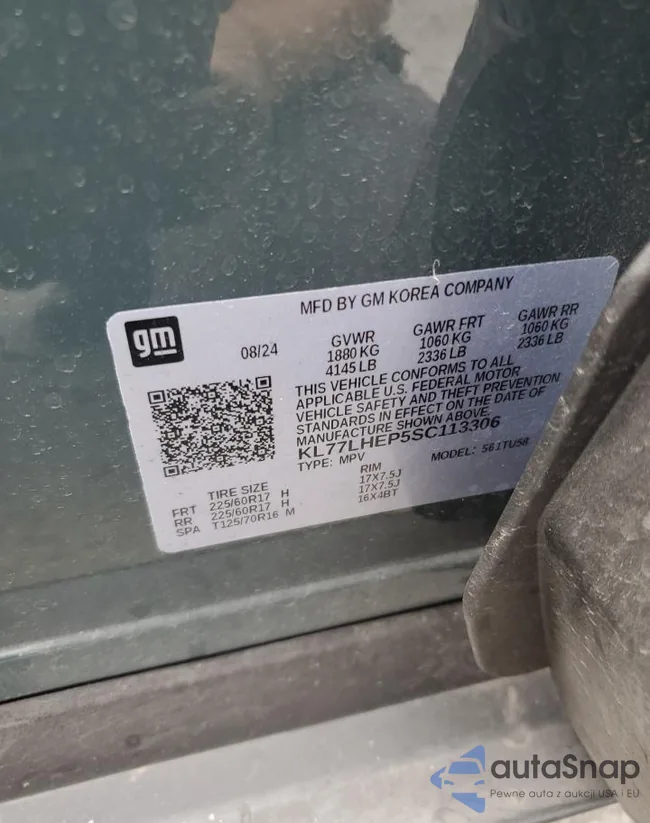 MFD BY GM KOREA COMPANY
gm
08/24
GVWR GAWR FRT GAWR RR
1880 KG 1060 KG 1060 KG
4145 LB 2336 LB 2336 LB
THIS VEHICLE CONFORMS TO ALL
APPLICABLE U.S. FEDERAL MOTOR
VEHICLE SAFETY AND THEFT PREVENTION
STANDARDS IN EFFECT ON THE DATE OF
MANUFACTURE SHOWN ABOVE.
KL77LHEP5SC113306
TYPE: MPV MODEL: 561TU58
TIRE SIZE RIM
FRT 225/60R17 H 17X7.5J
RR 225/60R17 H 17X7.5J
SPA T125/70R16 M 16X4BT
autaSnap
Pewne auta z aukcji USA i EU